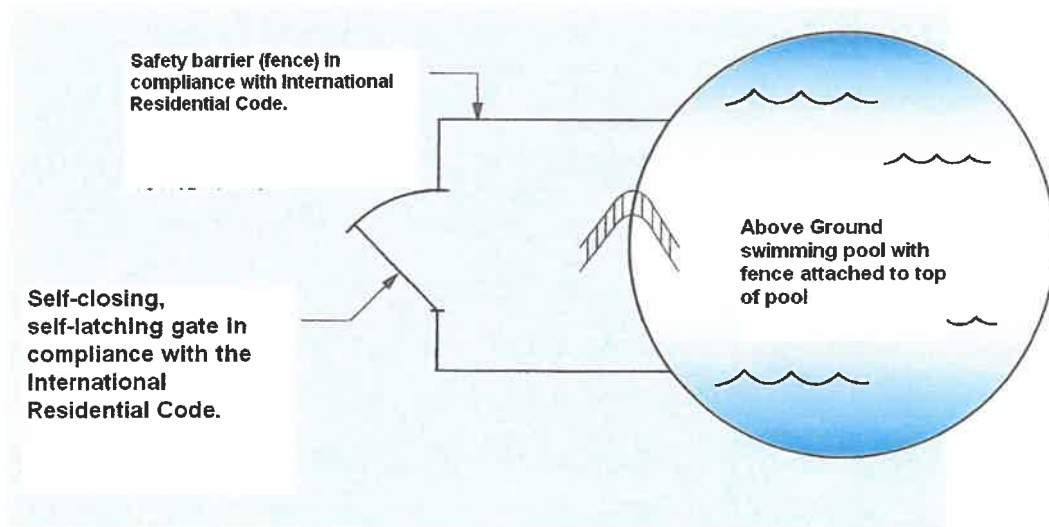 Safety barrier (fence) in
compliance with International
Residential Code.
Self-closing,
self-latching gate in
compliance with the
International
Residential Code.
Above Ground
swimming pool with
fence attached to top
of pool